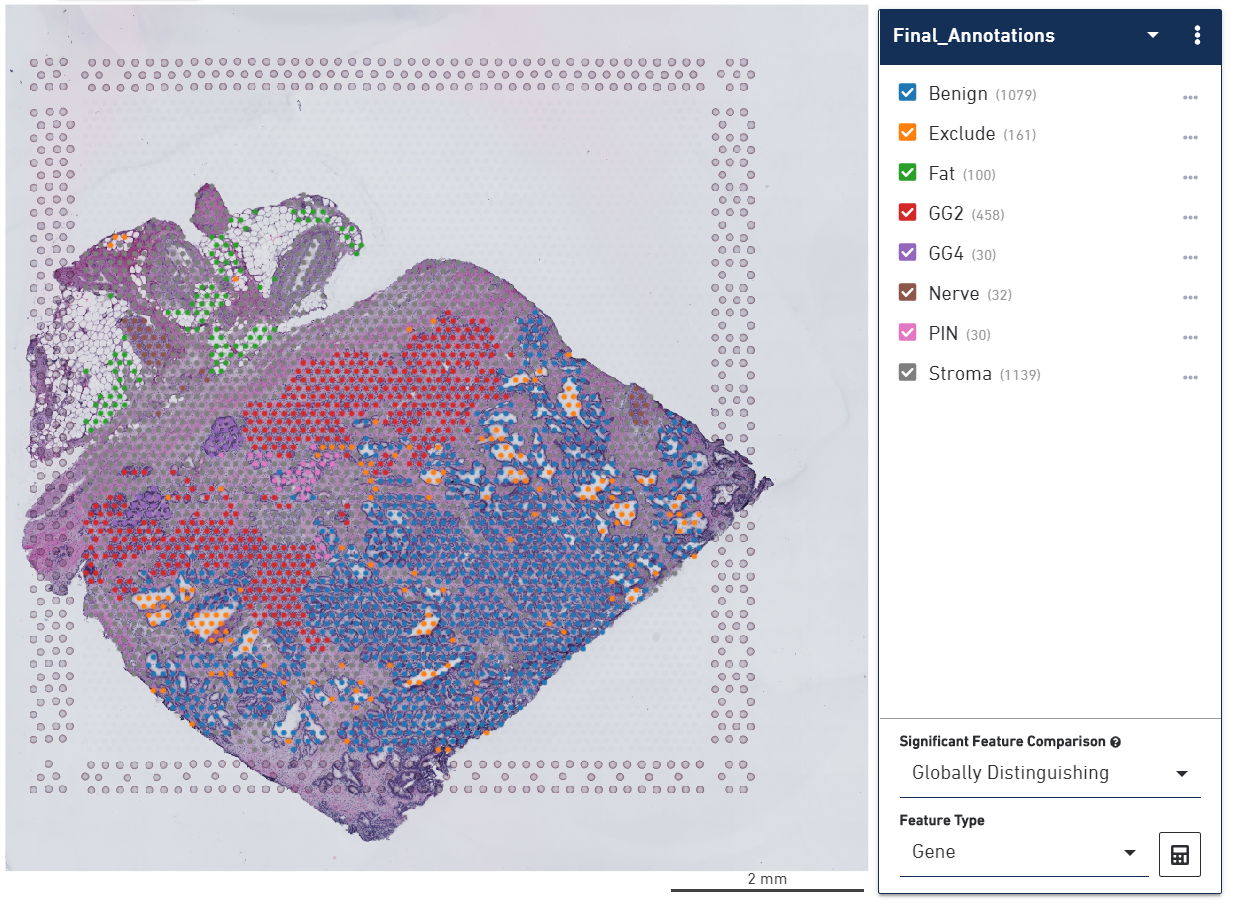 Final_Annotations
Benign (1079)
Exclude (161)
Fat (100)
GG2 (458)
GG4 (30)
Nerve (32)
PIN (30)
Stroma (1139)
Significant Feature Comparison
Globally Distinguishing
Feature Type
Gene
2 mm